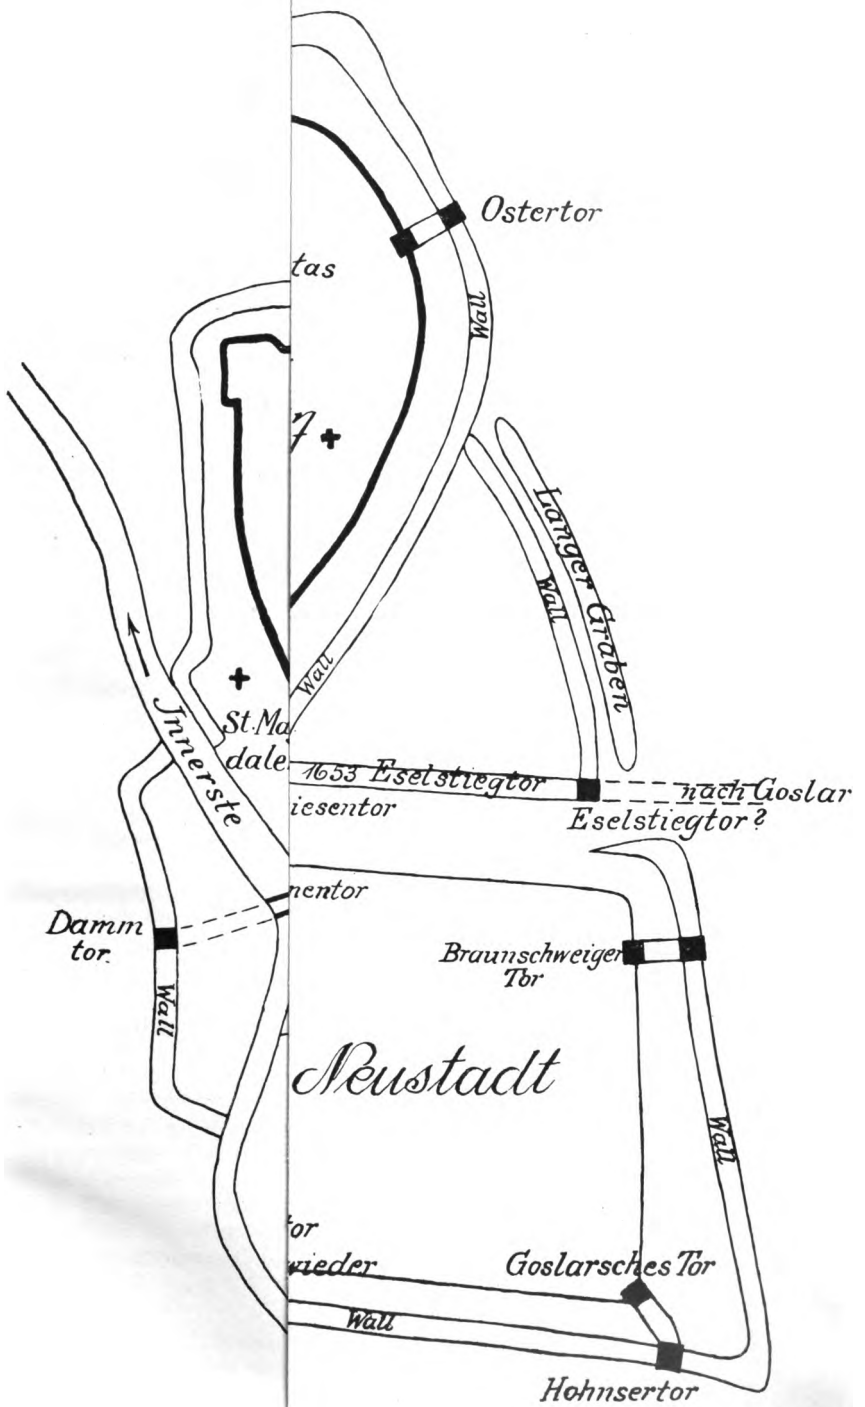 Ostertor
tas
Wall
Langer Graben
Wall
Wall
St. Ma
dale
Innerste
1653 Eselstiegtor
nach Goslar
iesentor
Eselstiegtor?
nentor
Damm
tor.
Braunschweiger
Tor
Wall
Neustadt
Wall
tor
wieder
Goslarsches Tor
Wall
Hohnsertor